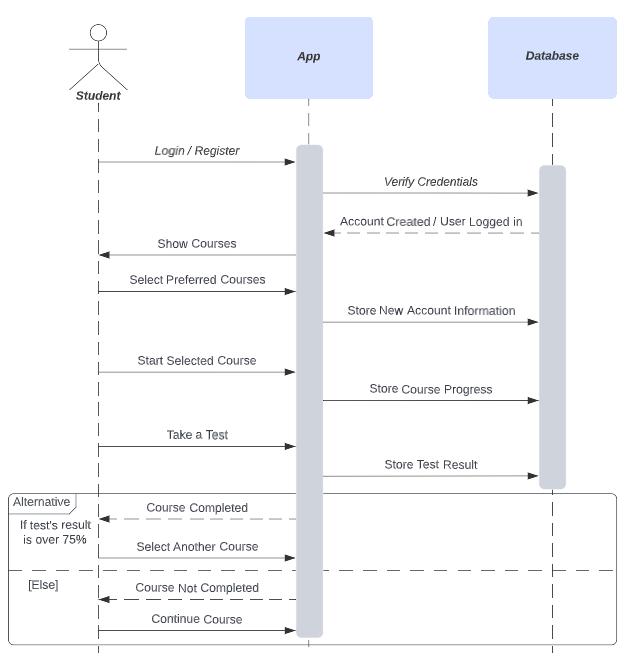 Student
App
Database
Login / Register
Verify Credentials
Account Created / User Logged in
Show Courses
Select Preferred Courses
Store New Account Information
Start Selected Course
Store Course Progress
Take a Test
Store Test Result
Alternative
Course Completed
If test's result
is over 75%
Select Another Course
[Else]
Course Not Completed
Continue Course